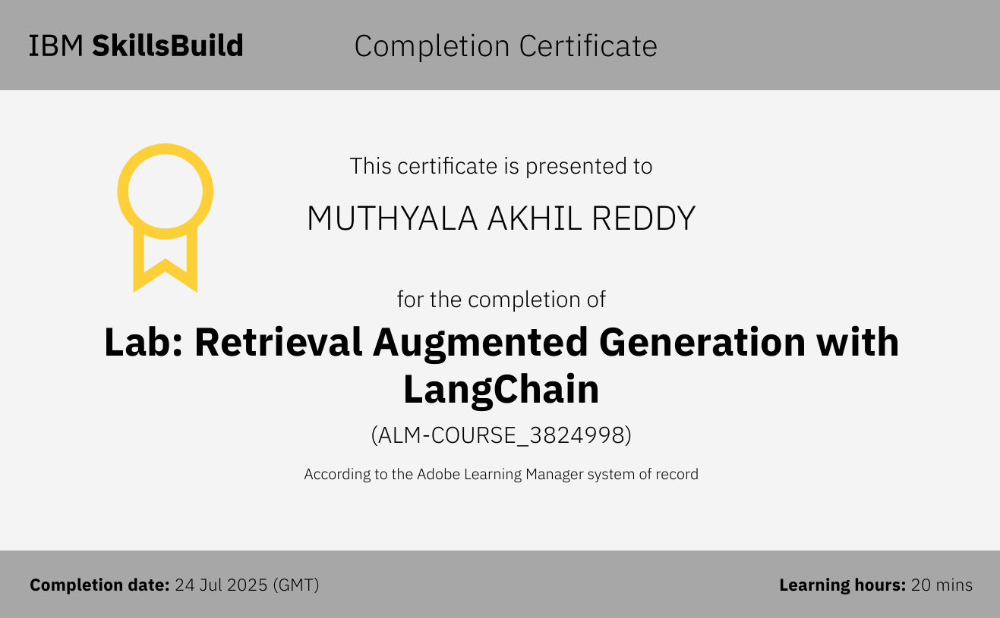 IBM SkillsBuild
Completion Certificate
This certificate is presented to
MUTHYALA AKHIL REDDY
for the completion of
Lab: Retrieval Augmented Generation with
LangChain
(ALM-COURSE_3824998)
According to the Adobe Learning Manager system of record
Completion date: 24 Jul 2025 (GMT)
Learning hours: 20 mins